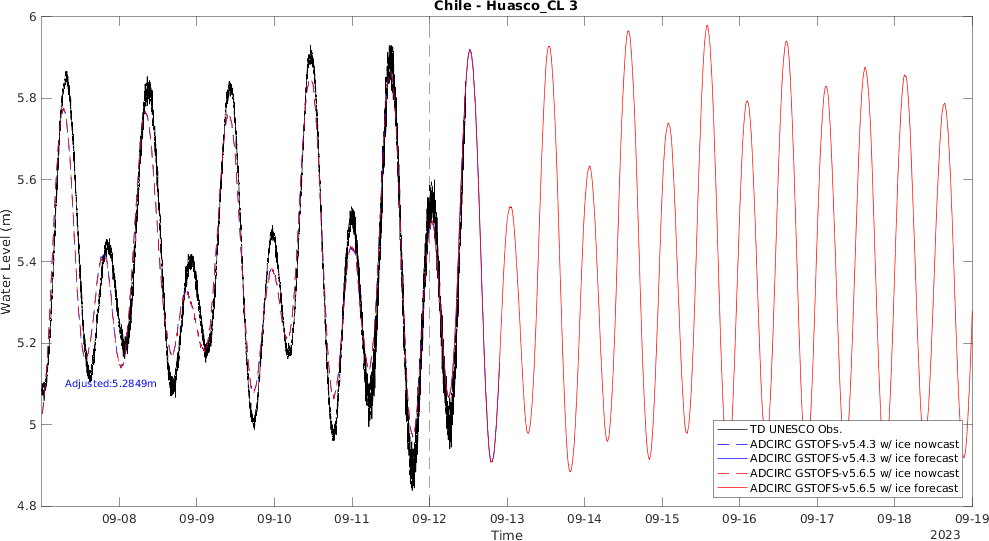 Chile - Huasco_CL 3
6
5.8
5.6
5.4
5.2
5
4.8
Water Level (m)
Adjusted:5.2849m
TD UNESCO Obs.
ADCIRC GSTOFS-v5.4.3 w/ ice nowcast
ADCIRC GSTOFS-v5.4.3 w/ ice forecast
ADCIRC GSTOFS-v5.6.5 w/ ice nowcast
ADCIRC GSTOFS-v5.6.5 w/ ice forecast
09-08 09-09 09-10 09-11 09-12 09-13 09-14 09-15 09-16 09-17 09-18 09-19
Time
2023